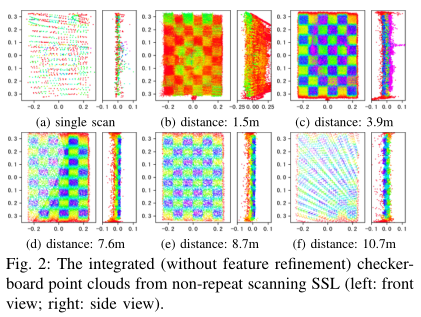 0.3
0.2
0.1
0.0
0.1
0.2
0.3
-0.2 0.0 0.2 -0.1 0.0 0.1
(a) single scan
0.3
0.2
0.1
0.0
0.1
0.2
0.3
-0.2 0.0 0.2 -0.25 0.00 0.25
(b) distance: 1.5m
0.3
0.2
0.1
0.0
0.1
0.2
0.3
-0.2 0.0 0.2 -0.1 0.0 0.1
(c) distance: 3.9m
0.3
0.2
0.1
0.0
0.1
0.2
0.3
-0.2 0.0 0.2 -0.1 0.0 0.1
(d) distance: 7.6m
0.3
0.2
0.1
0.0
0.1
0.2
0.3
-0.2 0.0 0.2 -0.1 0.0 0.1
(e) distance: 8.7m
0.3
0.2
0.1
0.0
0.1
0.2
0.3
-0.2 0.0 0.2 -0.1 0.0 0.1
(f) distance: 10.7m
Fig. 2: The integrated (without feature refinement) checker-
board point clouds from non-repeat scanning SSL (left: front
view; right: side view).